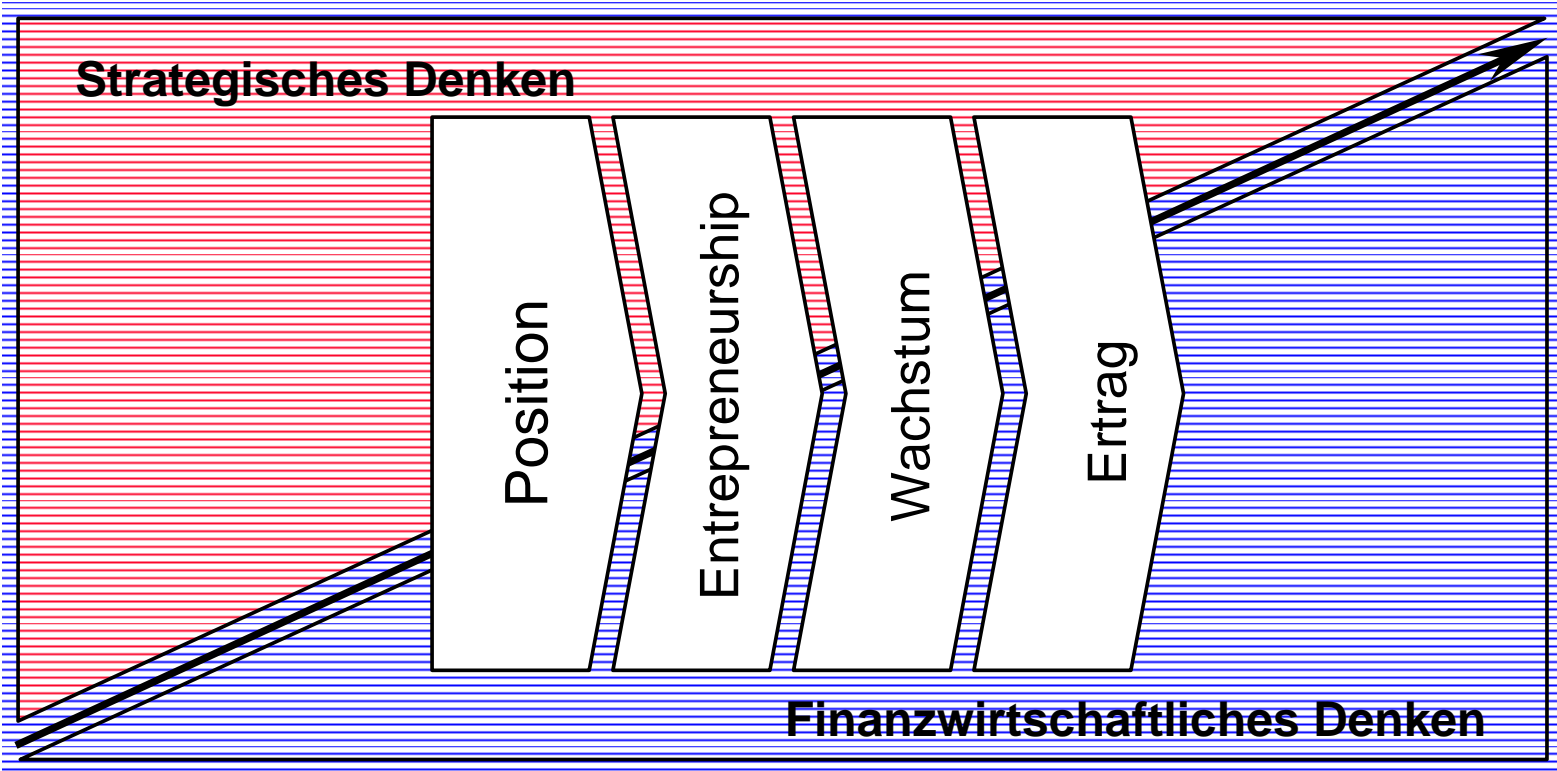 Strategisches Denken
Position
Entrepreneurship
Wachstum
Ertrag
Finanzwirtschaftliches Denken